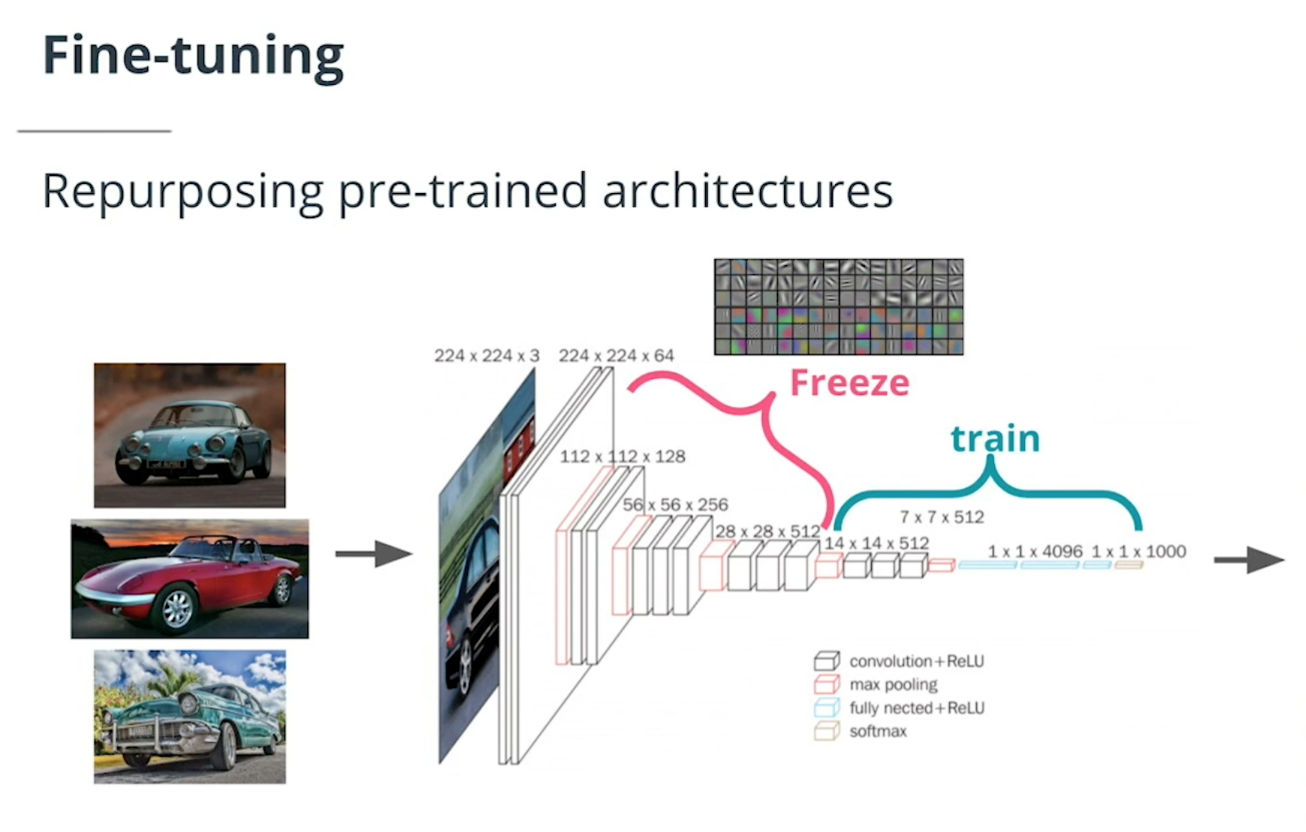 Fine-tuning
Repurposing pre-trained architectures
Freeze
train
224 x 224 x 3
224 x 224 x 64
112 x 112 x 128
56 x 56 x 256
28 x 28 x 512
14 x 14 x 512
7 x 7 x 512
1 x 1 x 4096
1 x 1 x 1000
convolution+ReLU
max pooling
fully nected+ReLU
softmax